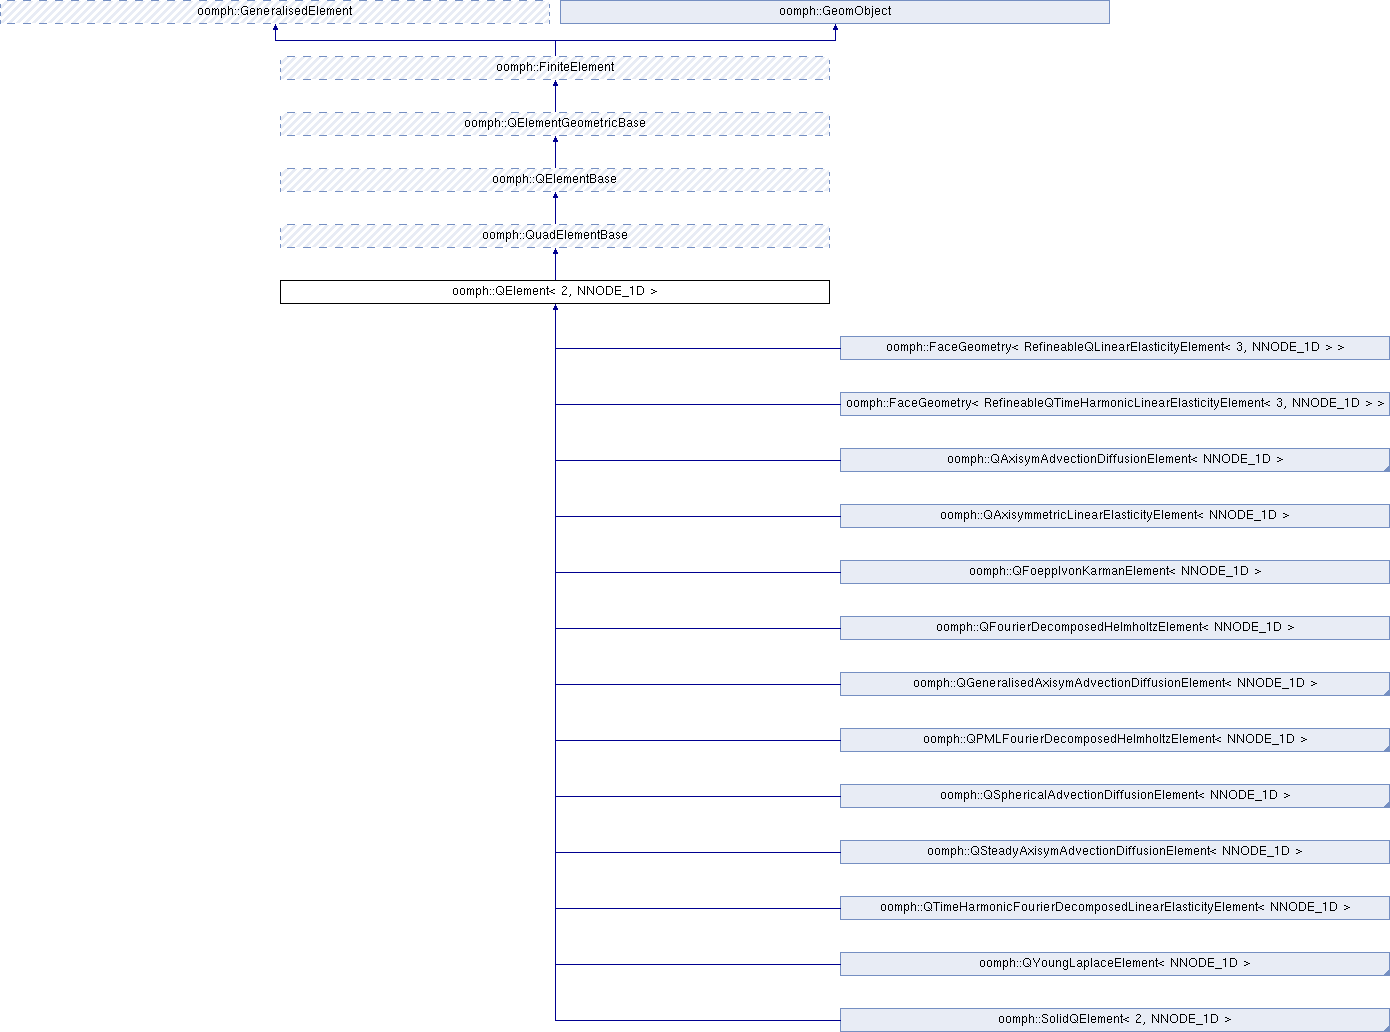 oomph::GeneralisedElement
oomph::GeomObject
oomph::FiniteElement
oomph::QElementGeometricBase
oomph::QElementBase
oomph::QuadElementBase
oomph::QElement< 2, NNODE_1D >
oomph::FaceGeometry< RefineableQLinearElasticityElement< 3, NNODE_1D > >
oomph::FaceGeometry< RefineableQTimeHarmonicLinearElasticityElement< 3, NNODE_1D > >
oomph::QAxisymAdvectionDiffusionElement< NNODE_1D >
oomph::QAxisymmetricLinearElasticityElement< NNODE_1D >
oomph::QFoepplvonKarmanElement< NNODE_1D >
oomph::QFourierDecomposedHelmholtzElement< NNODE_1D >
oomph::QGeneralisedAxisymAdvectionDiffusionElement< NNODE_1D >
oomph::QPMLFourierDecomposedHelmholtzElement< NNODE_1D >
oomph::QSphericalAdvectionDiffusionElement< NNODE_1D >
oomph::QSteadyAxisymAdvectionDiffusionElement< NNODE_1D >
oomph::QTimeHarmonicFourierDecomposedLinearElasticityElement< NNODE_1D >
oomph::QYoungLaplaceElement< NNODE_1D >
oomph::SolidQElement< 2, NNODE_1D >